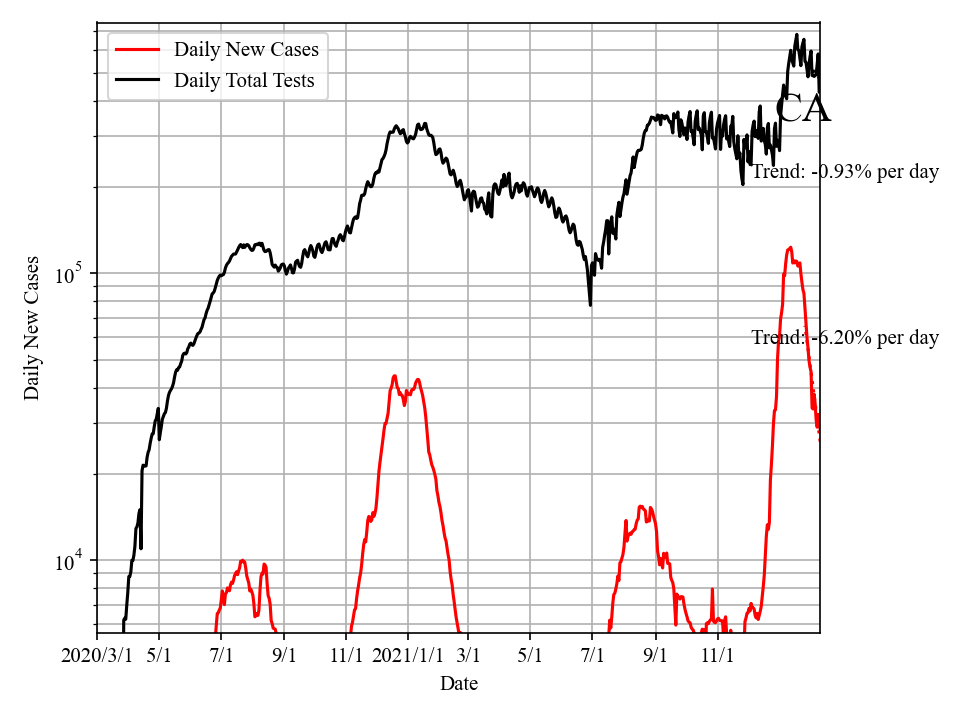 Daily New Cases
Daily Total Tests
CA
Trend: -0.93% per day
Trend: -6.20% per day
Daily New Cases
10^5
10^4
2020/3/1 5/1 7/1 9/1 11/1 2021/1/1 3/1 5/1 7/1 9/1 11/1
Date